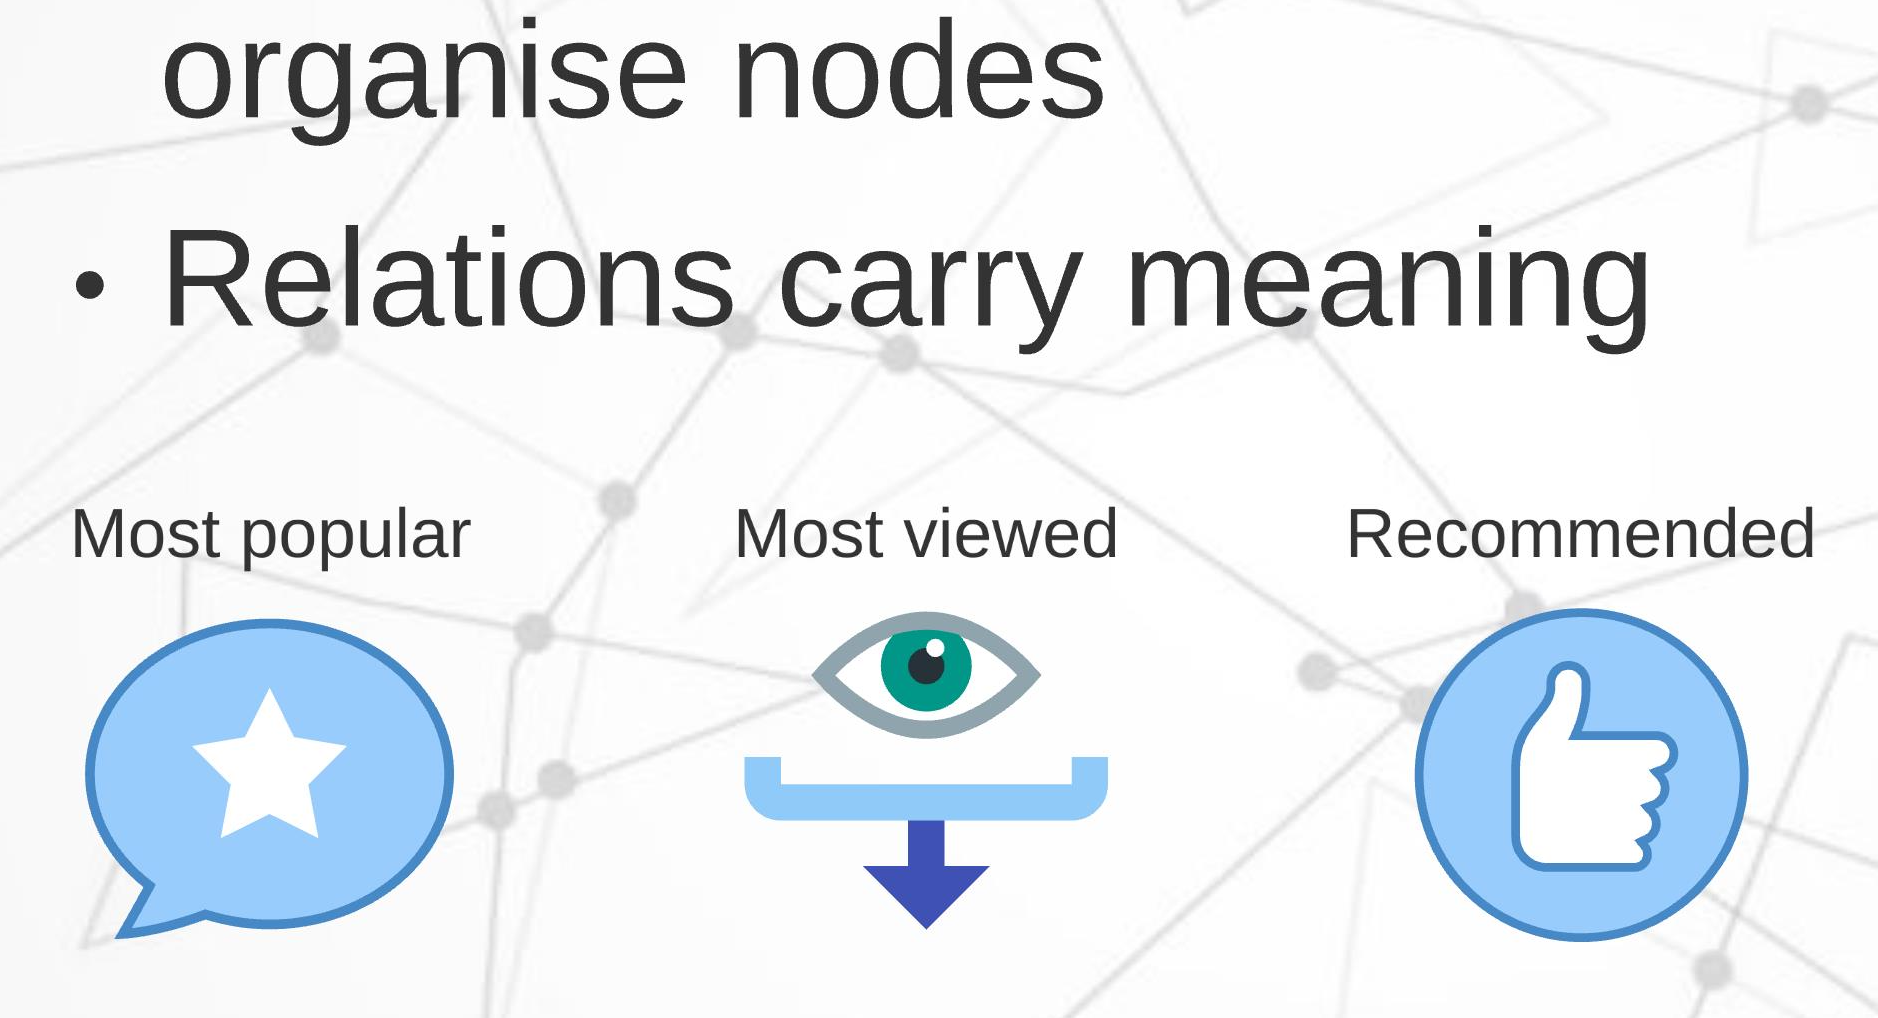 organise nodes
• Relations carry meaning
Most popular
Most viewed
Recommended